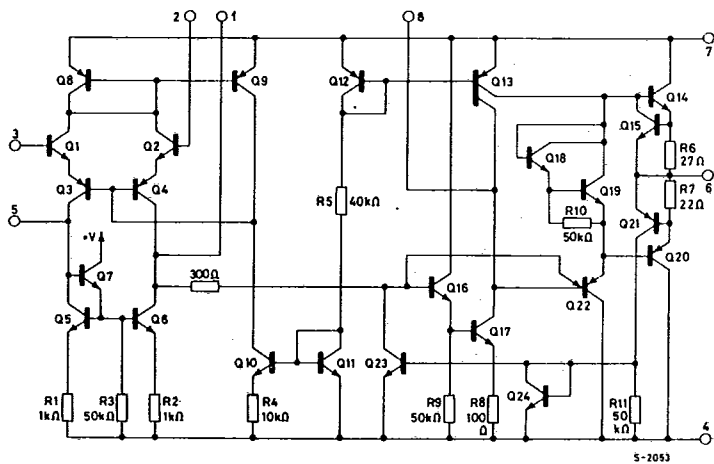 2 1 8
7
Q8 Q9 Q12 Q13
Q14
Q15
3 Q1 Q2
Q18
R6
27Ω
Q3 Q4
6
Q19
R5 40kΩ
R7
22Ω
5
R10
50kΩ
Q21
+V
Q20
Q7
300Ω
Q16
Q22
Q5 Q6
Q17
Q10 Q11 Q23
Q24
R1
1kΩ
R3
50kΩ
R2
1kΩ
R4
10kΩ
R9
50kΩ
R8
100
Ω
R11
50
kΩ
4
S-2053